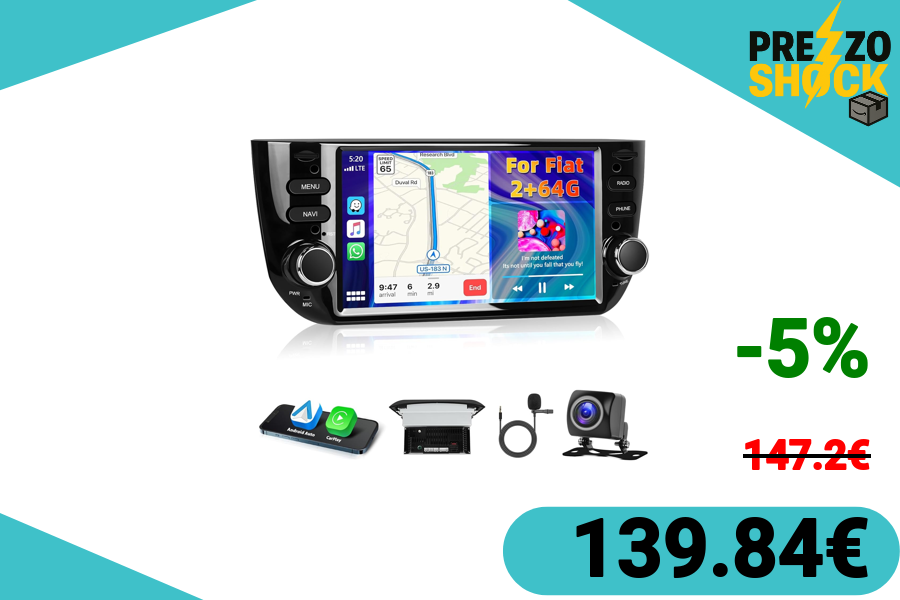 PREZZO
SHOCK
MENU
NAVI
PWR
MIC
5:20
LTE
SPEED
LIMIT
65
Research Blvd
183
Duval Rd
US-183 N
9:47
arrival
6
min
2.9
mi
End
For Fiat
2+64G
I'm not defeated
Its not until you fall that you fly!
RADIO
PHUNE
Android Auto
CarPlay
-5%
147.2€
139.84€